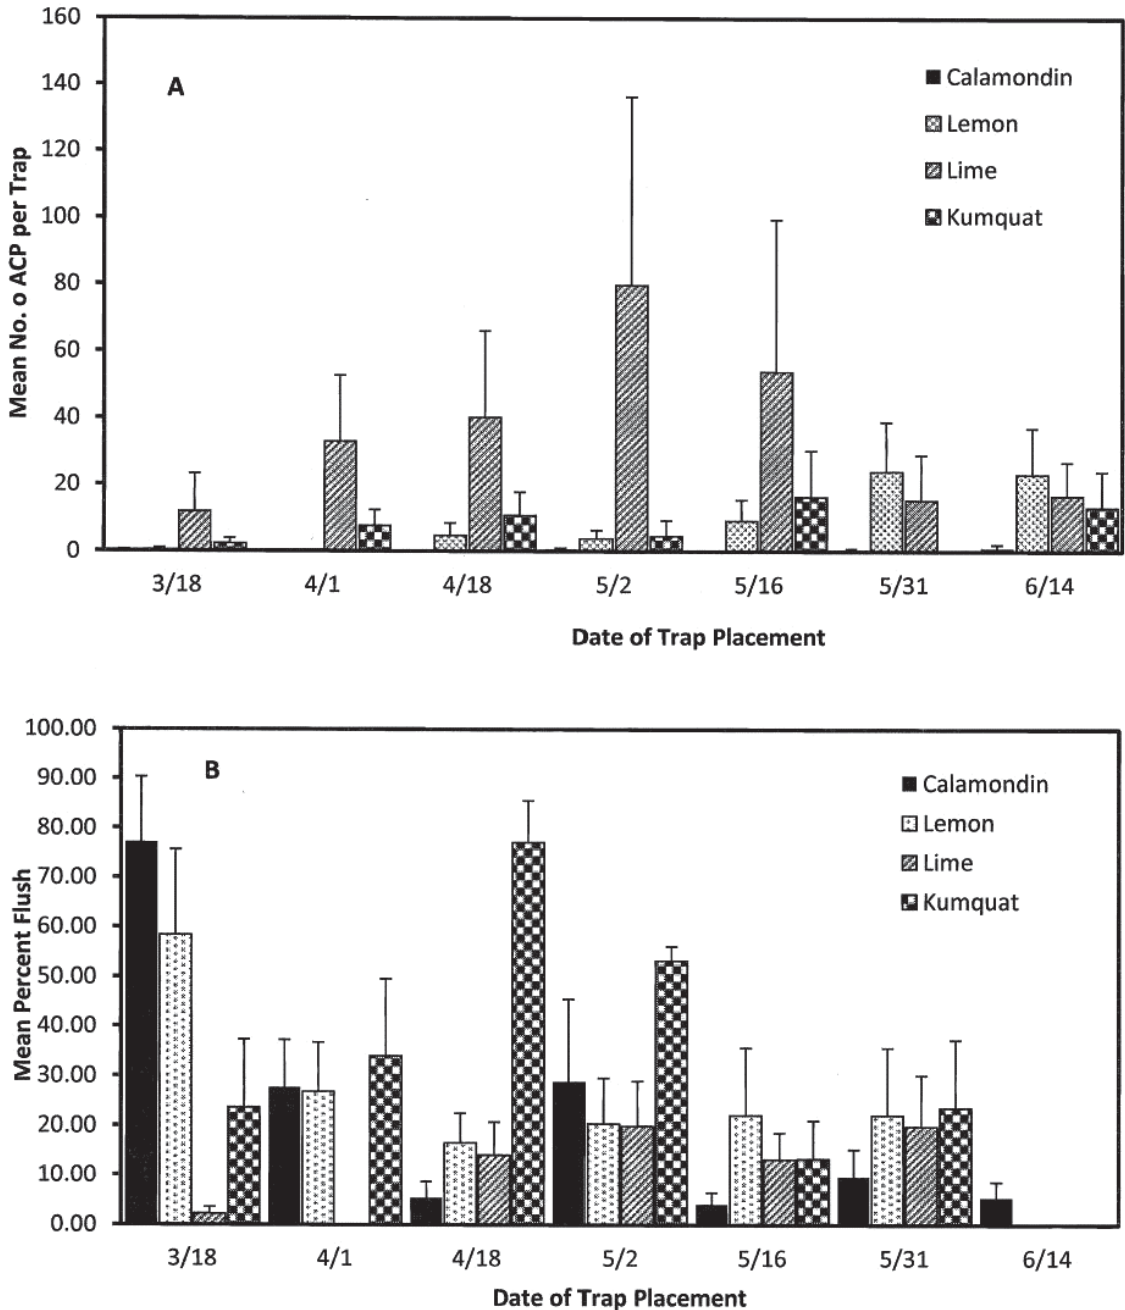 160
140
120
100
80
60
40
20
0
Mean No. o ACP per Trap
A
Calamondin
Lemon
Lime
Kumquat
3/18 4/1 4/18 5/2 5/16 5/31 6/14
Date of Trap Placement
100.00
90.00
80.00
70.00
60.00
50.00
40.00
30.00
20.00
10.00
0.00
Mean Percent Flush
B
Calamondin
Lemon
Lime
Kumquat
3/18 4/1 4/18 5/2 5/16 5/31 6/14
Date of Trap Placement